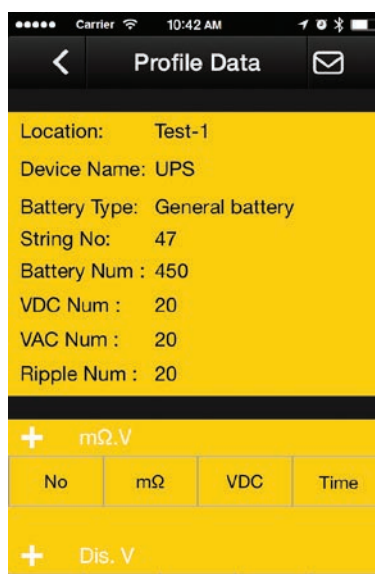 Carrier 10:42 AM
Profile Data
Location: Test-1
Device Name: UPS
Battery Type: General battery
String No: 47
Battery Num : 450
VDC Num : 20
VAC Num : 20
Ripple Num : 20
+ mΩ.V
No mΩ VDC Time
+ Dis. V